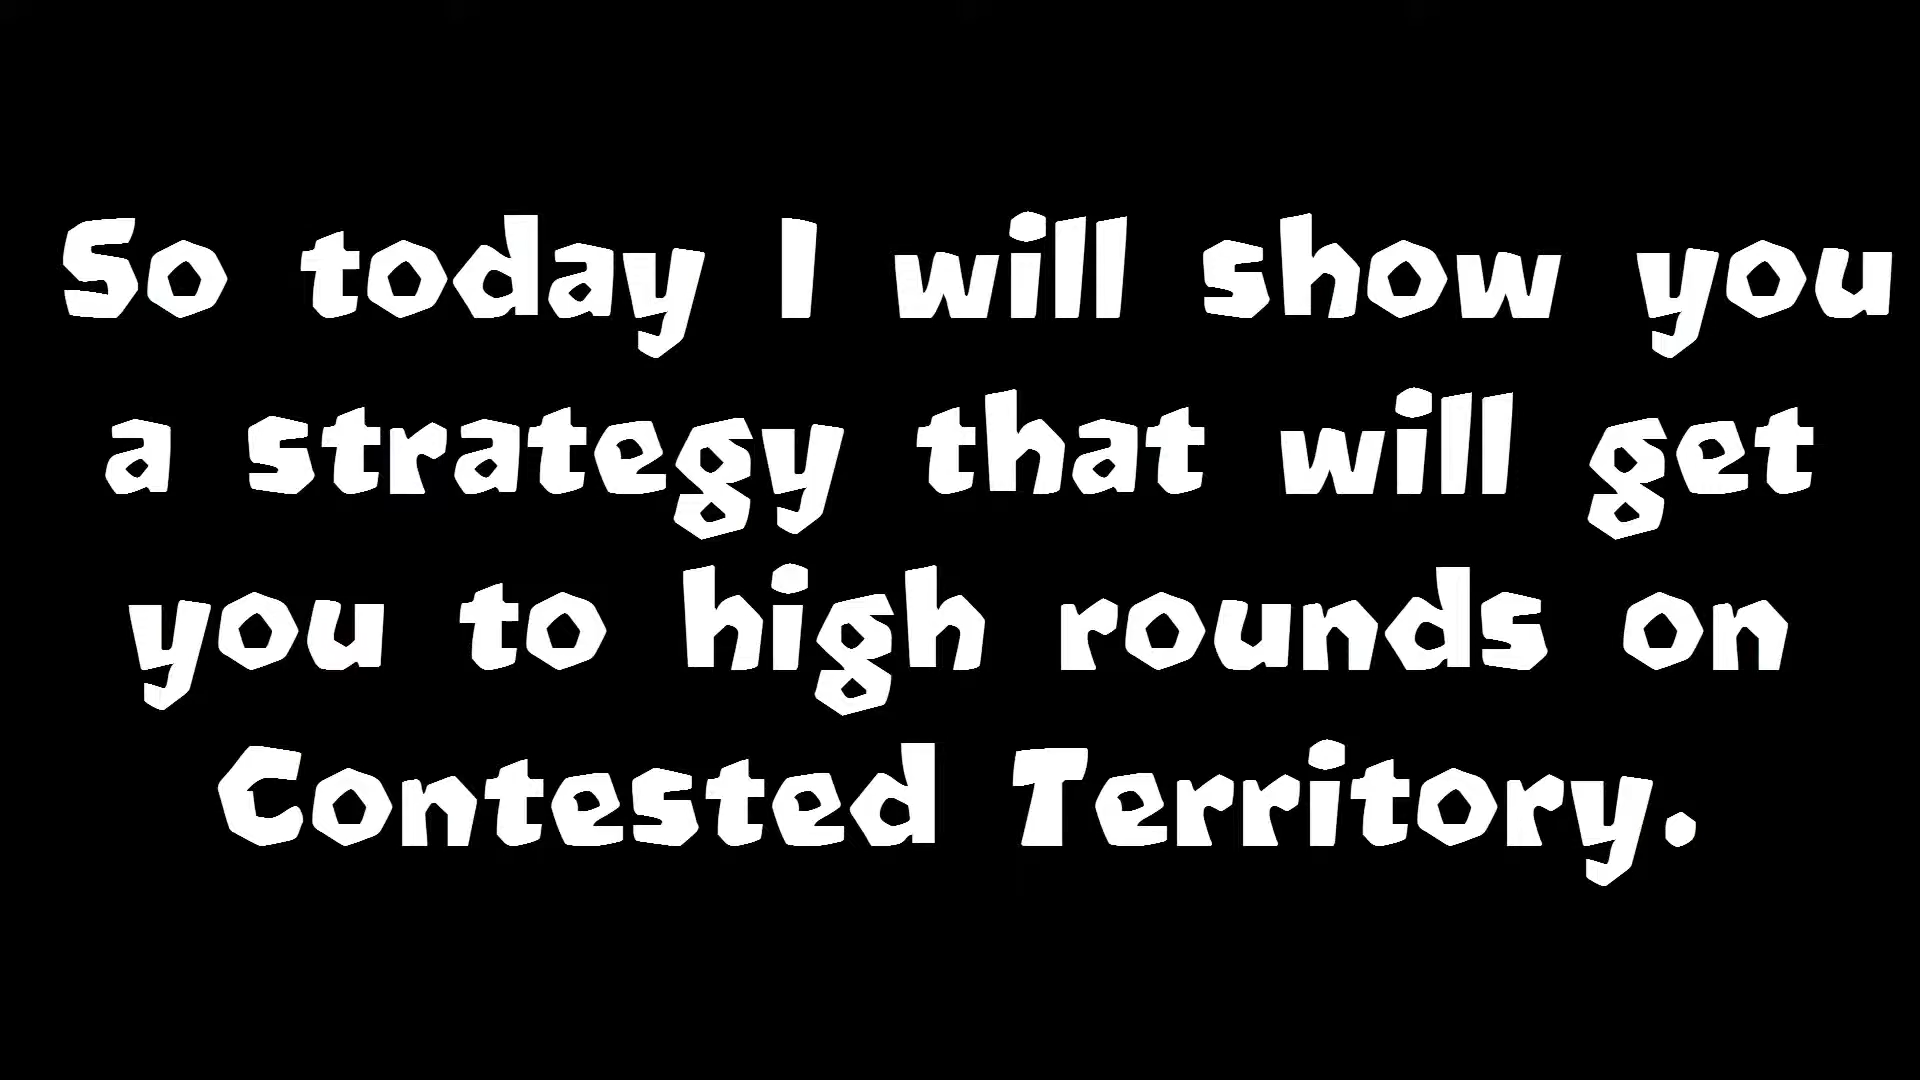 So today I will show you
a strategy that will get
you to high rounds on
Contested Territory.